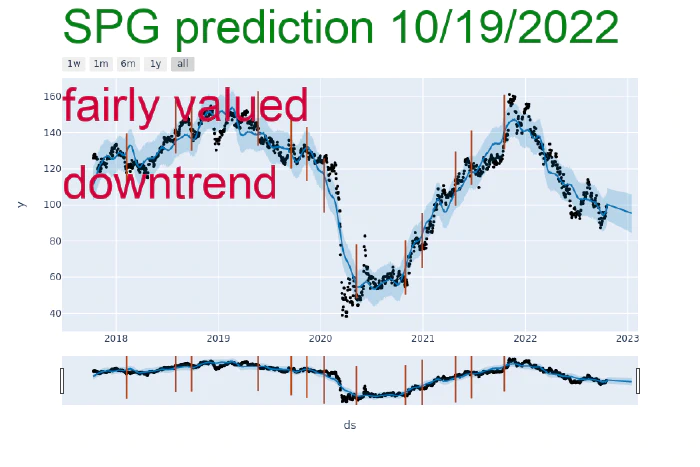 SPG prediction 10/19/2022
1w 1m 6m 1y all
fairly valued
downtrend
y
160
140
120
100
80
60
40
2018 2019 2020 2021 2022 2023
ds